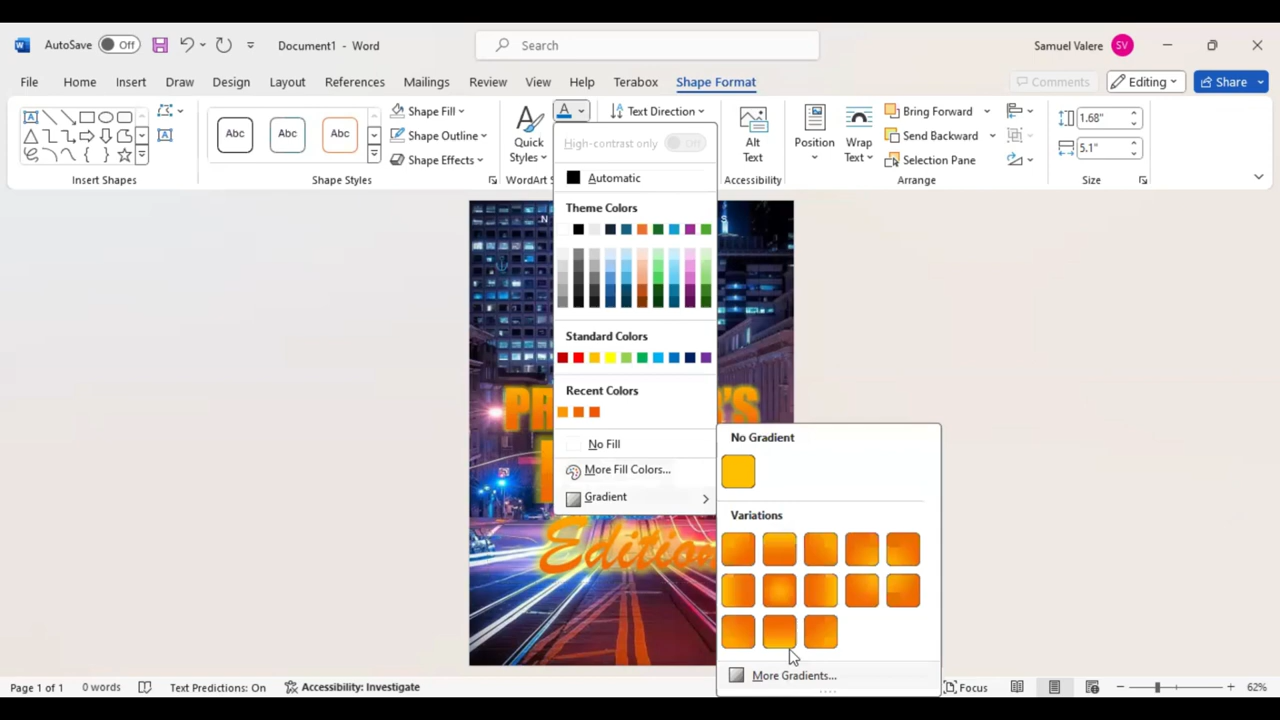 AutoSave Off Document1 - Word Search Samuel Valere SV
File Home Insert Draw Design Layout References Mailings Review View Help Terabox Shape Format Comments Editing Share
Abc Abc Abc
Shape Fill
Shape Outline
Shape Effects
Quick
Styles
A
Text Direction
Alt
Text
Position
Wrap
Text
Bring Forward
Send Backward
Selection Pane
1.68"
5.1"
Insert Shapes Shape Styles WordArt S Accessibility Arrange Size
High-contrast only Off
Automatic
Theme Colors
Standard Colors
Recent Colors
No Fill
More Fill Colors...
Gradient
No Gradient
Variations
More Gradients...
Edition
Page 1 of 1 0 words Text Predictions: On Accessibility: Investigate Focus 62%